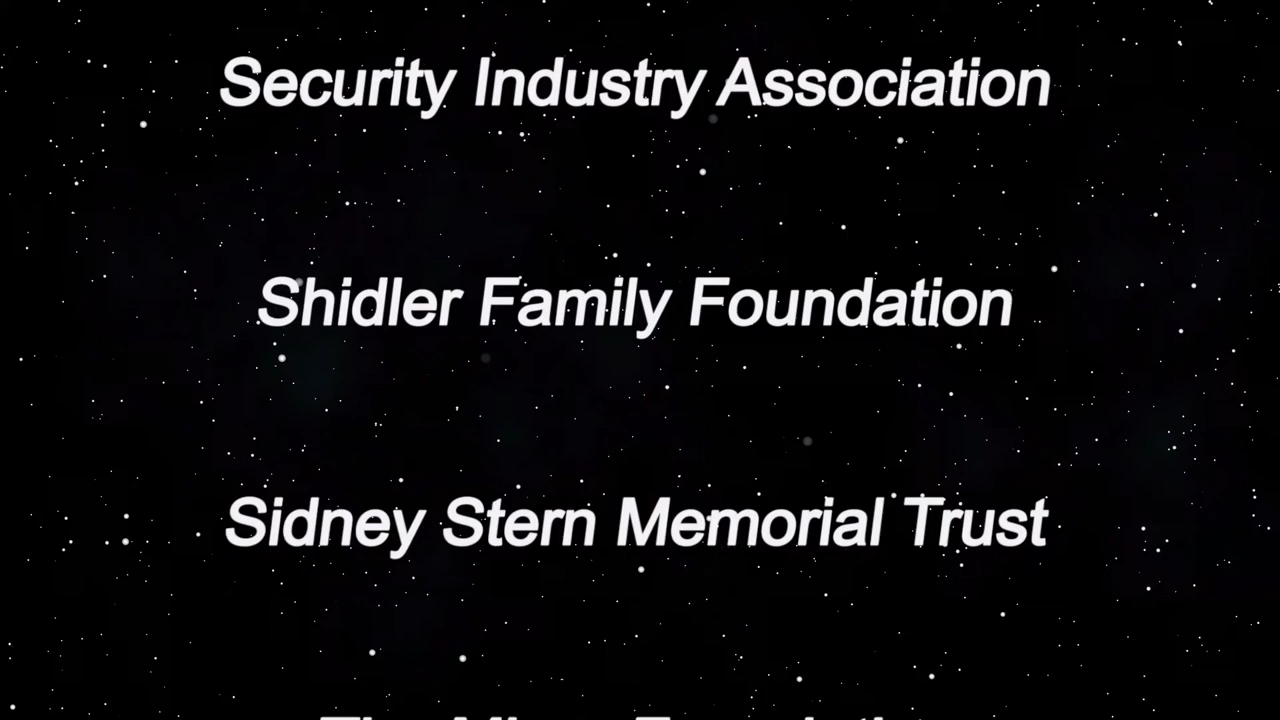 Security Industry Association
Shidler Family Foundation
Sidney Stern Memorial Trust